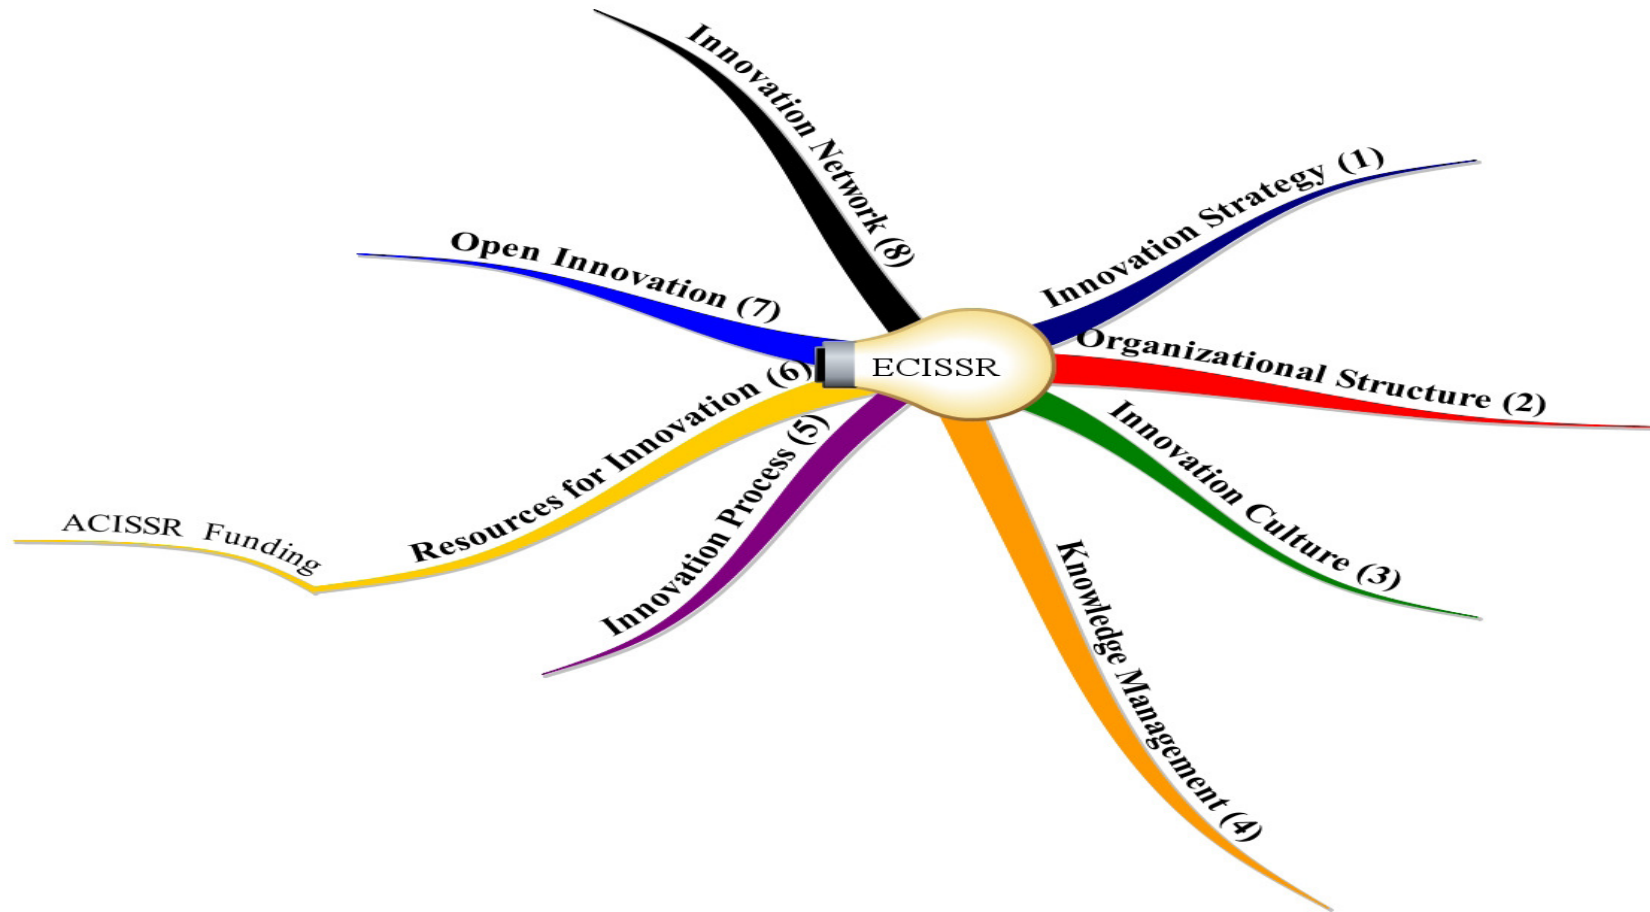 ECISSR
Innovation Strategy (1)
Organizational Structure (2)
Innovation Culture (3)
Knowledge Management (4)
Innovation Process (5)
Resources for Innovation (6)
ACISSR Funding
Open Innovation (7)
Innovation Network (8)